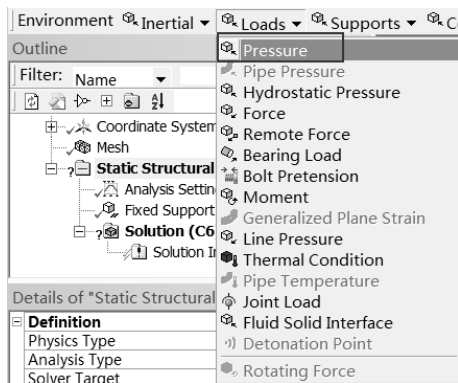 Environment Inertial Loads Supports C
Outline
Filter: Name
Coordinate System
Mesh
Static Structural
Analysis Settin
Fixed Support
Solution (C6
Solution Ir
Details of "Static Structural
Definition
Physics Type
Analysis Type
Solver Target
Pressure
Pipe Pressure
Hydrostatic Pressure
Force
Remote Force
Bearing Load
Bolt Pretension
Moment
Generalized Plane Strain
Line Pressure
Thermal Condition
Pipe Temperature
Joint Load
Fluid Solid Interface
Detonation Point
Rotating Force